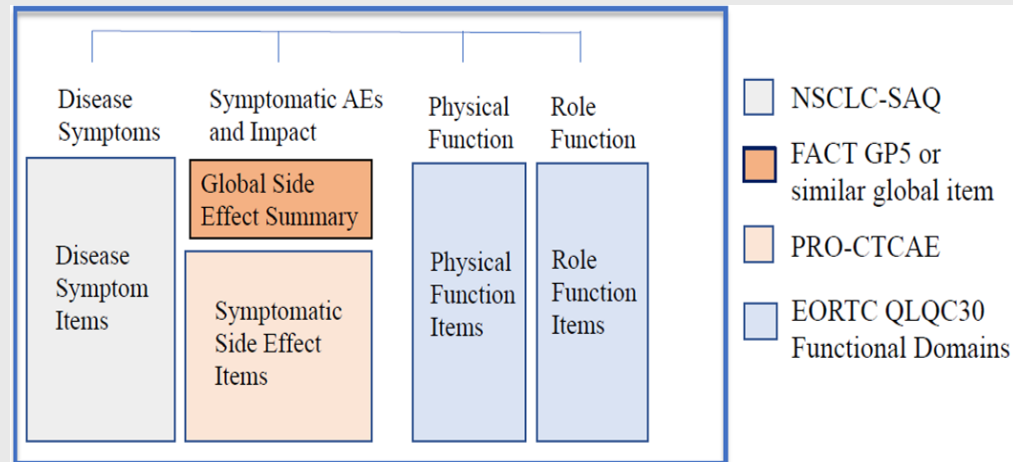 Disease
Symptoms
Symptomatic AEs
and Impact
Physical
Function
Role
Function
Disease
Symptom
Items
Global Side
Effect Summary
Symptomatic
Side Effect
Items
Physical
Function
Items
Role
Function
Items
NSCLC-SAQ
FACT GP5 or
similar global item
PRO-CTCAE
EORTC QLQC30
Functional Domains